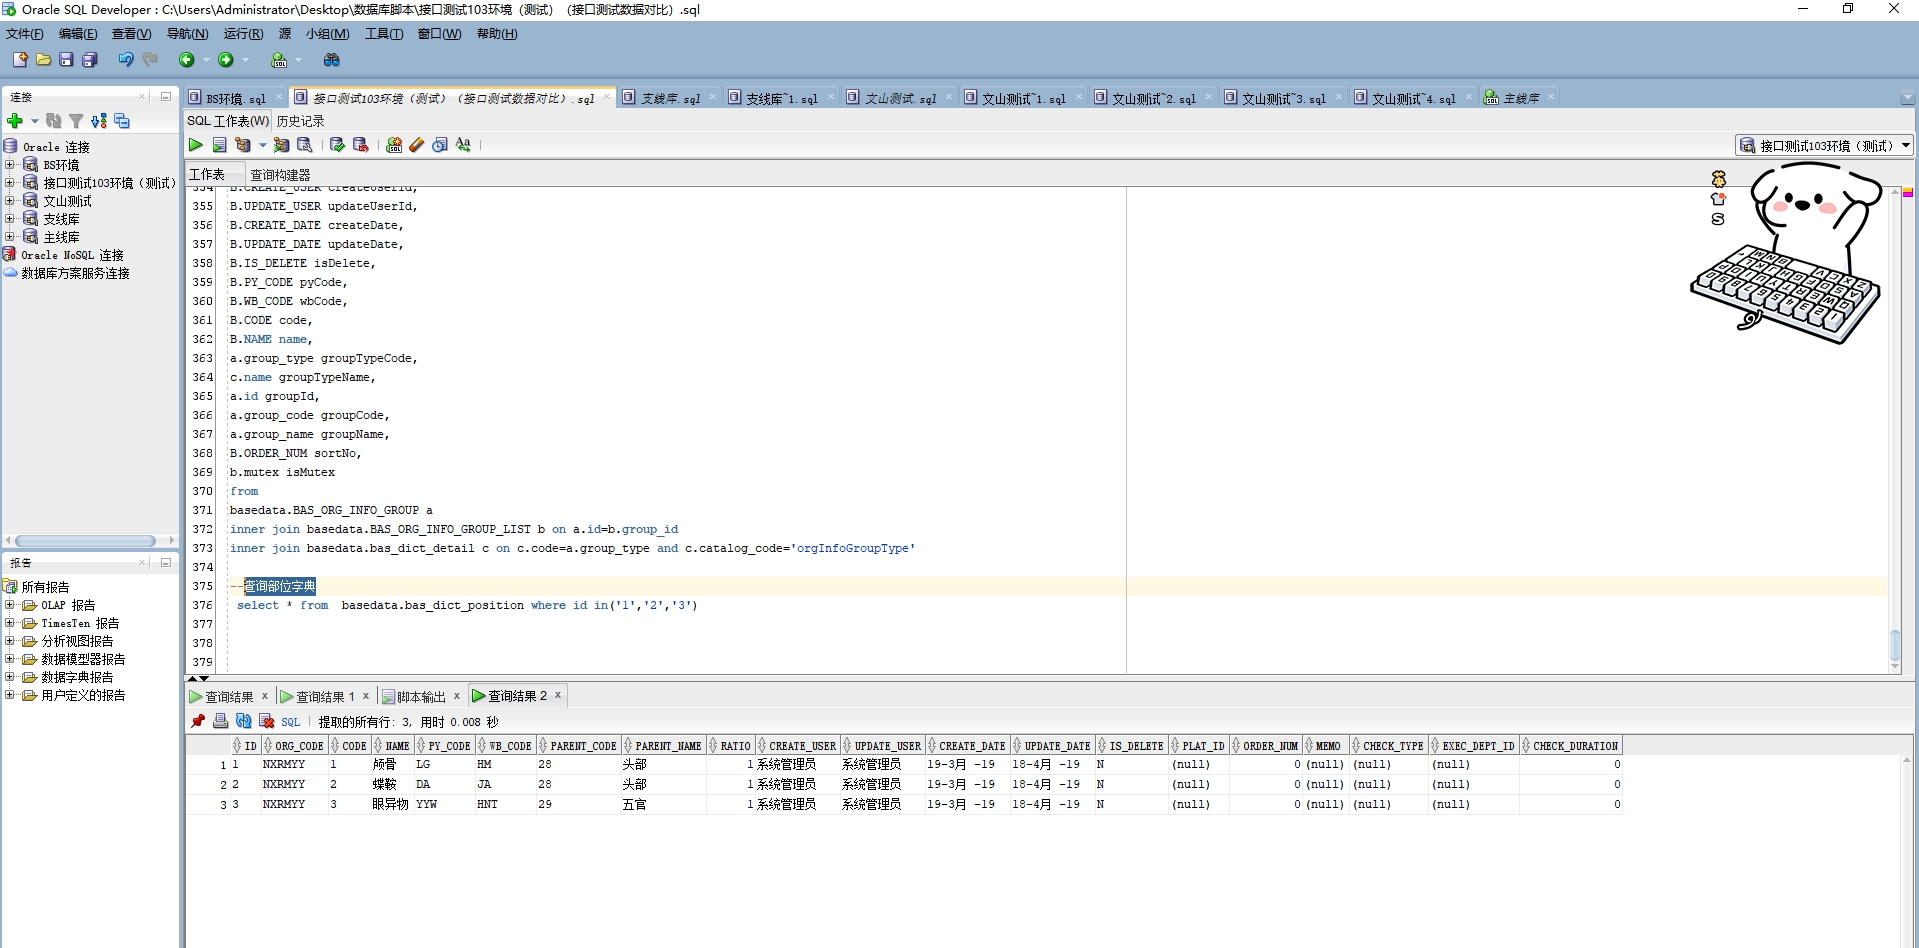 Oracle SQL Developer : C:\Users\Administrator\Desktop\数据库脚本\接口测试103环境（测试）（接口测试数据对比）.sql
文件(F) 编辑(E) 查看(V) 导航(N) 运行(R) 源 小组(M) 工具(T) 窗口(W) 帮助(H)
连接
BS环境.sql 接口测试103环境（测试）（接口测试数据对比）.sql 支线库.sql 支线库~1.sql 文山测试.sql 文山测试~1.sql 文山测试~2.sql 文山测试~3.sql 文山测试~4.sql 主线库
SQL 工作表(W) 历史记录
接口测试103环境（测试）
Oracle 连接
BS环境
接口测试103环境（测试）
文山测试
支线库
主线库
Oracle NoSQL 连接
数据库方案服务连接
工作表 查询构建器
354 B.CREATE_USER createUserId,
355 B.UPDATE_USER updateUserId,
356 B.CREATE_DATE createDate,
357 B.UPDATE_DATE updateDate,
358 B.IS_DELETE isDelete,
359 B.PY_CODE pyCode,
360 B.WB_CODE wbCode,
361 B.CODE code,
362 B.NAME name,
363 a.group_type groupTypeCode,
364 c.name groupTypeName,
365 a.id groupId,
366 a.group_code groupCode,
367 a.group_name groupName,
368 B.ORDER_NUM sortNo,
369 b.mutex isMutex
370 from
371 basedata.BAS_ORG_INFO_GROUP a
372 inner join basedata.BAS_ORG_INFO_GROUP_LIST b on a.id=b.group_id
373 inner join basedata.bas_dict_detail c on c.code=a.group_type and c.catalog_code='orgInfoGroupType'
374
375 --查询部位字典
376 select * from basedata.bas_dict_position where id in('1','2','3')
377
378
379
报告
所有报告
OLAP 报告
TimesTen 报告
分析视图报告
数据模型器报告
数据字典报告
用户定义的报告
查询结果 查询结果 1 脚本输出 查询结果 2
SQL 提取的所有行: 3, 用时 0.008 秒
ID ORG_CODE CODE NAME PY_CODE WB_CODE PARENT_CODE PARENT_NAME RATIO CREATE_USER UPDATE_USER CREATE_DATE UPDATE_DATE IS_DELETE PLAT_ID ORDER_NUM MEMO CHECK_TYPE EXEC_DEPT_ID CHECK_DURATION
1 1 NXRMYY 1 颅骨 LG HM 28 头部 1 系统管理员 系统管理员 19-3月 -19 18-4月 -19 N (null) 0 (null) (null) (null) 0
2 2 NXRMYY 2 蝶鞍 DA JA 28 头部 1 系统管理员 系统管理员 19-3月 -19 18-4月 -19 N (null) 0 (null) (null) (null) 0
3 3 NXRMYY 3 眼异物 YYW HNT 29 五官 1 系统管理员 系统管理员 19-3月 -19 18-4月 -19 N (null) 0 (null) (null) (null) 0